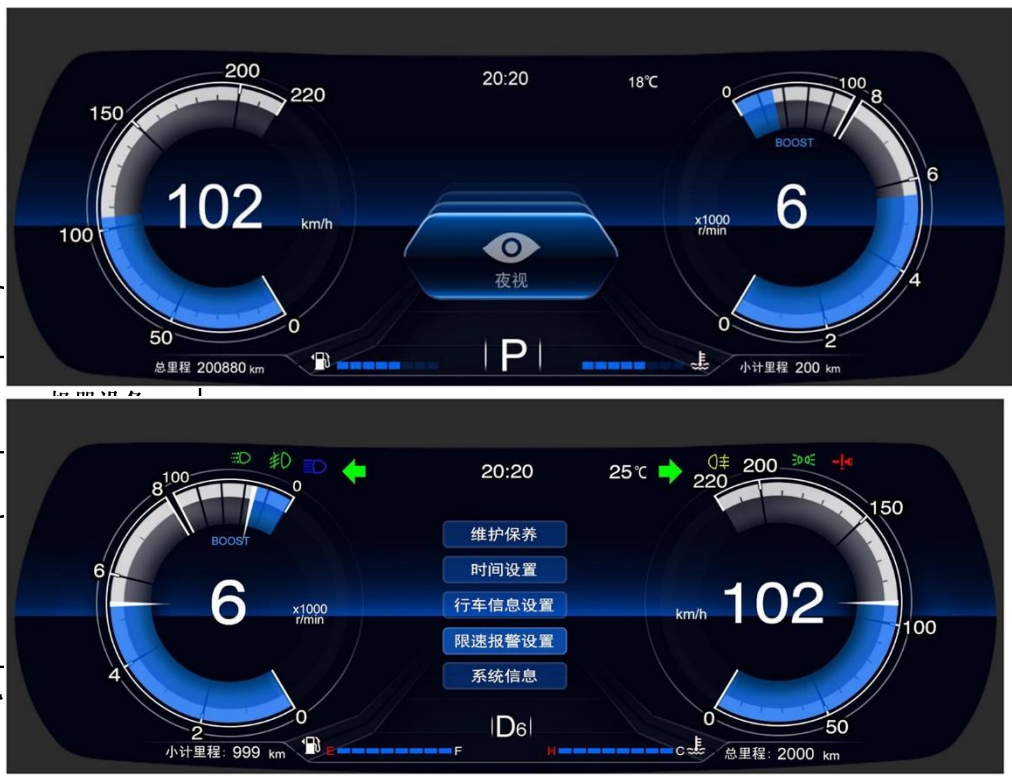 20:20 18℃
200
220
150
100
50
0
102
km/h
总里程 200880 km
夜视
P
0
100
8
BOOST
6
x1000
r/min
6
4
2
0
小计里程 200 km
20:20 25℃
100
8
0
BOOST
6
6
x1000
r/min
4
2
0
小计里程: 999 km
维护保养
时间设置
行车信息设置
限速报警设置
系统信息
D6
E F
H C
220
200
150
km/h
102
100
50
0
总里程: 2000 km